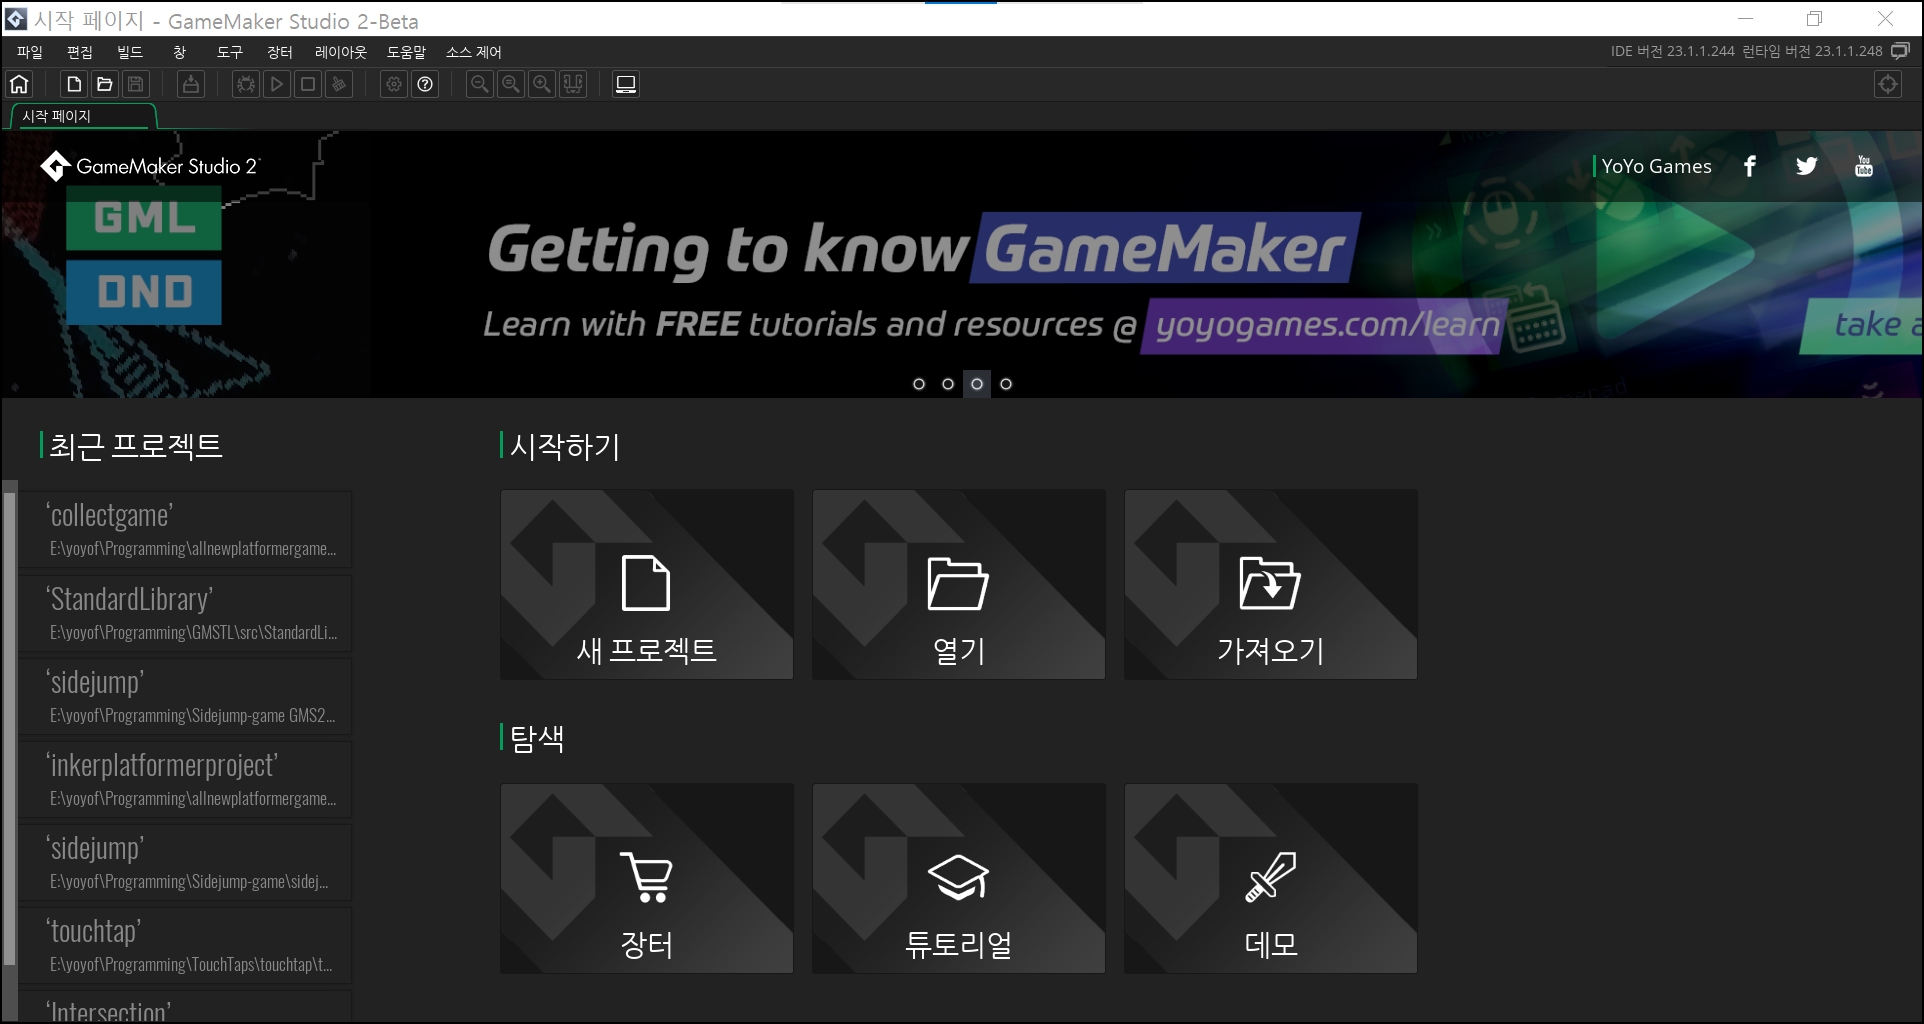 시작 페이지 - GameMaker Studio 2-Beta
파일 편집 빌드 창 도구 장터 레이아웃 도움말 소스 제어
IDE 버전 23.1.1.244 런타임 버전 23.1.1.248
시작 페이지
GameMaker Studio 2
YoYo Games
You
Tube
GML
DND
Getting to know GameMaker
Learn with FREE tutorials and resources @ yoyogames.com/learn
take a
최근 프로젝트
‘collectgame’
E:\yoyof\Programming\allnewplatformergame...
‘StandardLibrary’
E:\yoyof\Programming\GMSTL\src\StandardLi...
‘sidejump’
E:\yoyof\Programming\Sidejump-game GMS2...
‘inkerplatformerproject’
E:\yoyof\Programming\allnewplatformergame...
‘sidejump’
E:\yoyof\Programming\Sidejump-game\sidej...
‘touchtap’
E:\yoyof\Programming\TouchTaps\touchtap\t...
‘Intersection’
시작하기
새 프로젝트
열기
가져오기
탐색
장터
튜토리얼
데모